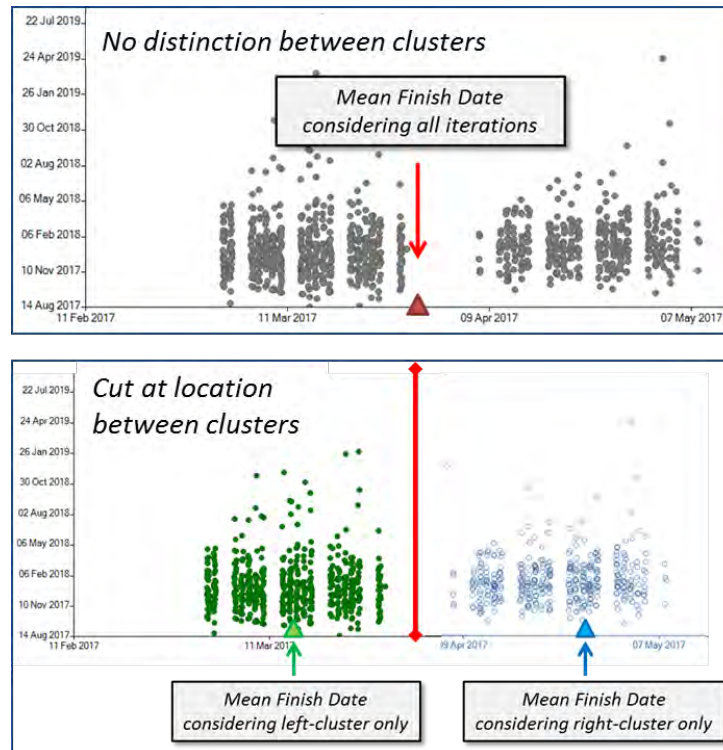 22 Jul 2019
No distinction between clusters
24 Apr 2019
26 Jan 2019
Mean Finish Date
considering all iterations
30 Oct 2018
02 Aug 2018
06 May 2018
06 Feb 2018
10 Nov 2017
14 Aug 2017
11 Feb 2017
11 Mar 2017
09 Apr 2017
07 May 2017
Cut at location
between clusters
22 Jul 2019
24 Apr 2019
26 Jan 2019
30 Oct 2018
02 Aug 2018
06 May 2018
06 Feb 2018
10 Nov 2017
14 Aug 2017
11 Feb 2017
11 Mar 2017
09 Apr 2017
07 May 2017
Mean Finish Date
considering left-cluster only
Mean Finish Date
considering right-cluster only